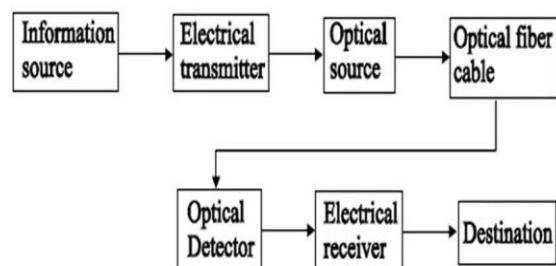 Information
source
Electrical
transmitter
Optical
source
Optical fiber
cable
Optical
Detector
Electrical
receiver
Destination